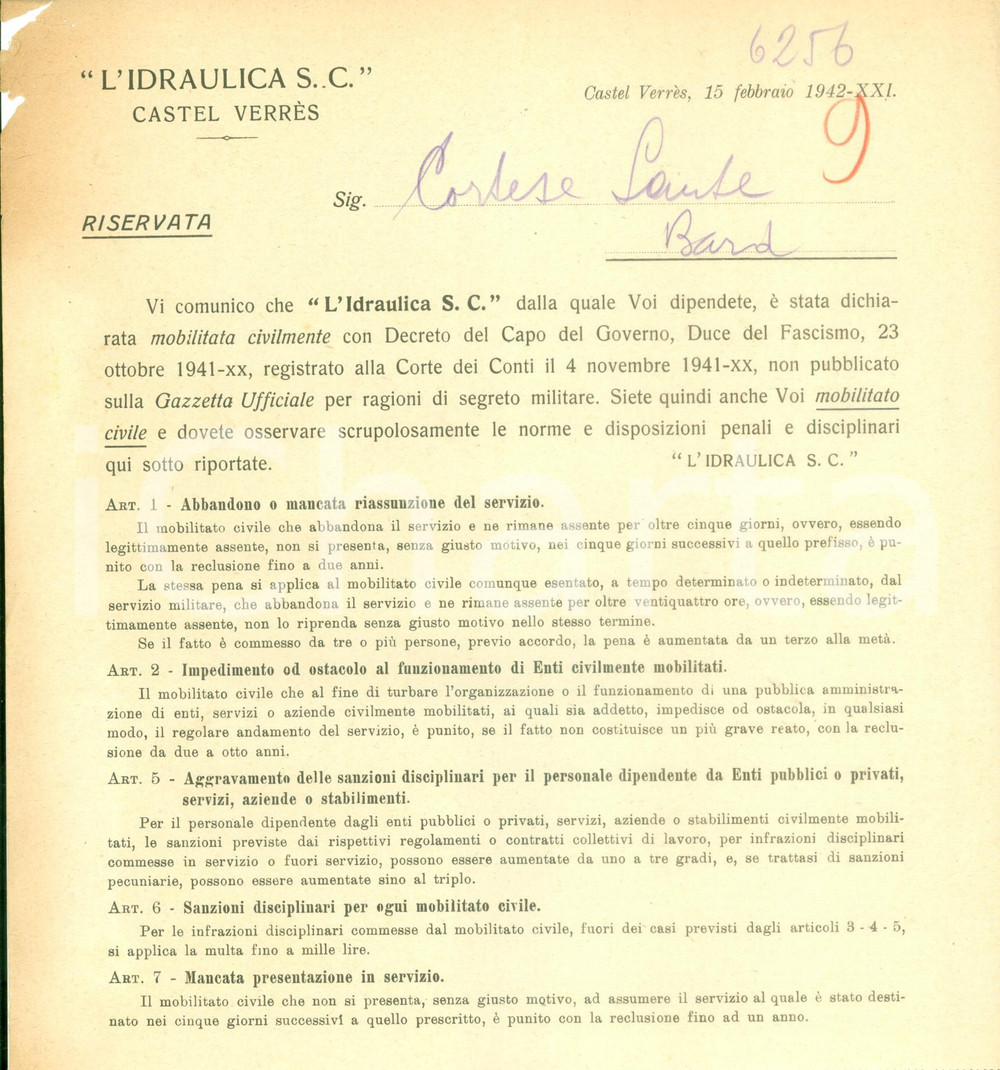 6256
“ L'IDRAULICA S. C.”
CASTEL VERRÈS
Castel Verrès, 15 febbraio 1942-XXI.
9
Sig. Cortese Sante
RISERVATA
Bard
Vi comunico che “L'Idraulica S. C.” dalla quale Voi dipendete, è stata dichia-
rata mobilitata civilmente con Decreto del Capo del Governo, Duce del Fascismo, 23
ottobre 1941-XX, registrato alla Corte dei Conti il 4 novembre 1941-XX, non pubblicato
sulla Gazzetta Ufficiale per ragioni di segreto militare. Siete quindi anche Voi mobilitato
civile e dovete osservare scrupolosamente le norme e disposizioni penali e disciplinari
qui sotto riportate.
“L'IDRAULICA S. C.”
ART. 1 - Abbandono o mancata riassunzione del servizio.
Il mobilitato civile che abbandona il servizio e ne rimane assente per oltre cinque giorni, ovvero, essendo
legittimamente assente, non si presenta, senza giusto motivo, nei cinque giorni successivi a quello prefisso, è pu-
nito con la reclusione fino a due anni.
La stessa pena si applica al mobilitato civile comunque esentato, a tempo determinato o indeterminato, dal
servizio militare, che abbandona il servizio e ne rimane assente per oltre ventiquattro ore, ovvero, essendo legit-
timamente assente, non lo riprenda senza giusto motivo nello stesso termine.
Se il fatto è commesso da tre o più persone, previo accordo, la pena è aumentata da un terzo alla metà.
ART. 2 - Impedimento od ostacolo al funzionamento di Enti civilmente mobilitati.
Il mobilitato civile che al fine di turbare l'organizzazione o il funzionamento di una pubblica amministra-
zione di enti, servizi o aziende civilmente mobilitati, ai quali sia addetto, impedisce od ostacola, in qualsiasi
modo, il regolare andamento del servizio, è punito, se il fatto non costituisce un più grave reato, con la reclu-
sione da due a otto anni.
ART. 5 - Aggravamento delle sanzioni disciplinari per il personale dipendente da Enti pubblici o privati,
servizi, aziende o stabilimenti.
Per il personale dipendente dagli enti pubblici o privati, servizi, aziende o stabilimenti civilmente mobili-
tati, le sanzioni previste dai rispettivi regolamenti o contratti collettivi di lavoro, per infrazioni disciplinari
commesse in servizio o fuori servizio, possono essere aumentate da uno a tre gradi, e, se trattasi di sanzioni
pecuniarie, possono essere aumentate sino al triplo.
ART. 6 - Sanzioni disciplinari per ogni mobilitato civile.
Per le infrazioni disciplinari commesse dal mobilitato civile, fuori dei casi previsti dagli articoli 3 - 4 - 5,
si applica la multa fino a mille lire.
ART. 7 - Mancata presentazione in servizio.
Il mobilitato civile che non si presenta, senza giusto motivo, ad assumere il servizio al quale è stato desti-
nato nei cinque giorni successivi a quello prescritto, è punito con la reclusione fino ad un anno.